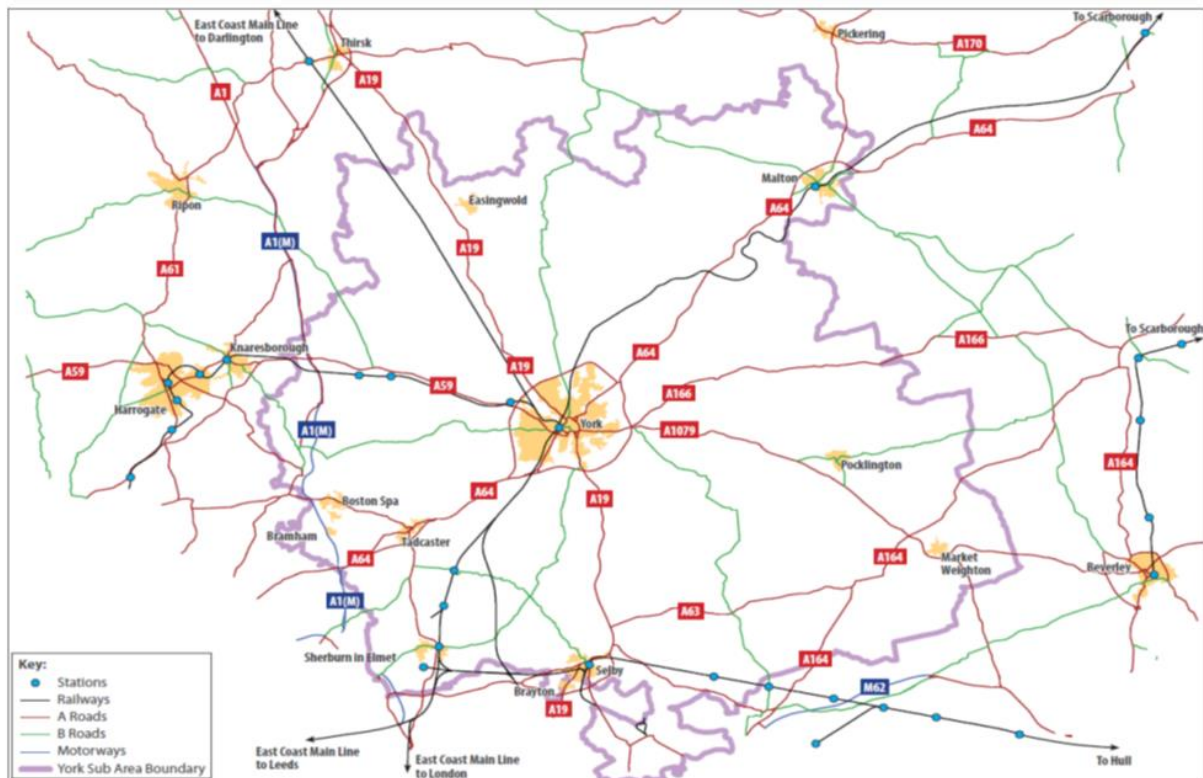 East Coast Main Line
to Darlington
Thirsk
Pickering
To Scarborough
A170
A19
A1
A64
Malton
Ripon
Easingwold
A64
A1(M)
A19
A61
To Scarborough
A166
Knaresborough
A64
A19
A59
A59
A166
Harrogate
York
A1079
A1(M)
A164
Pocklington
A64
A19
Boston Spa
Bramham
Tadcaster
A64
A164
Market
Weighton
Beverley
A1(M)
A63
Sherburn in Elmet
A164
Selby
Brayton
M62
A19
East Coast Main Line
to Leeds
East Coast Main Line
to London
To Hull
Key:
Stations
Railways
A Roads
B Roads
Motorways
York Sub Area Boundary